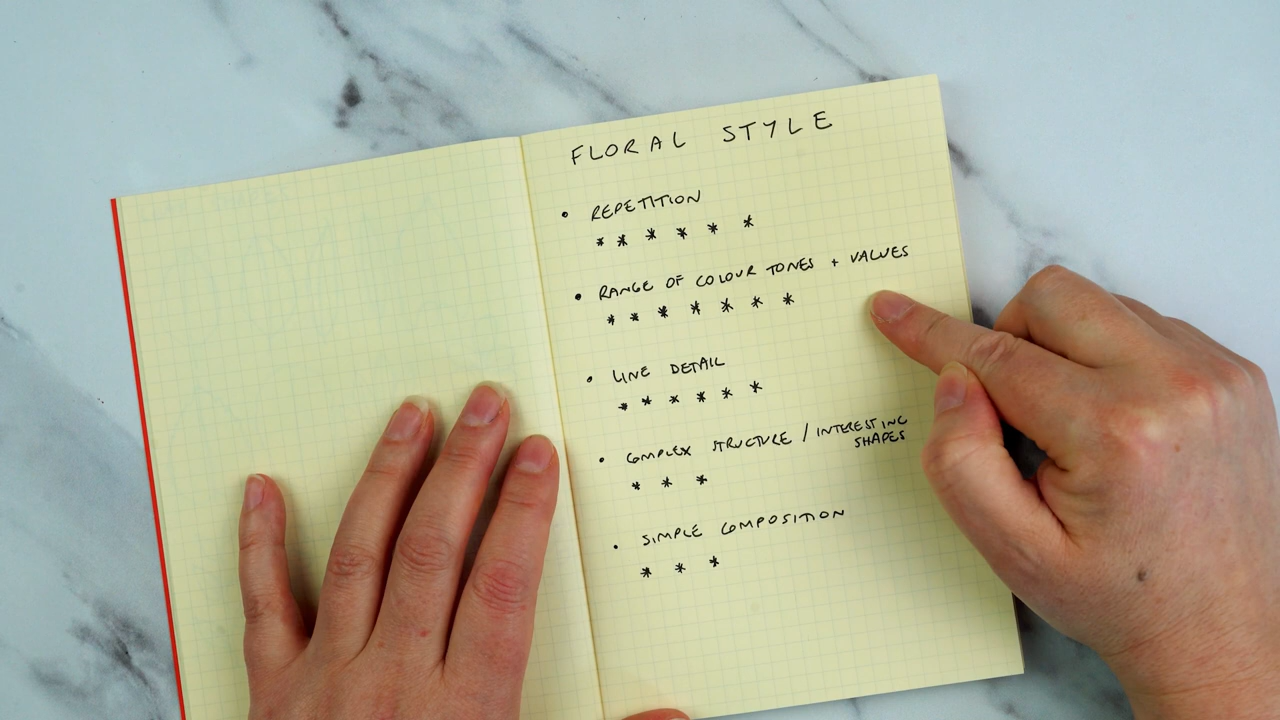 FLORAL STYLE
• REPETITION
* * * * * *
• RANGE OF COLOUR TONES + VALUES
* * * * * * *
• LINE DETAIL
* * * * * *
• COMPLEX STRUCTURE / INTERESTING
SHAPES
* * *
• SIMPLE COMPOSITION
* * *